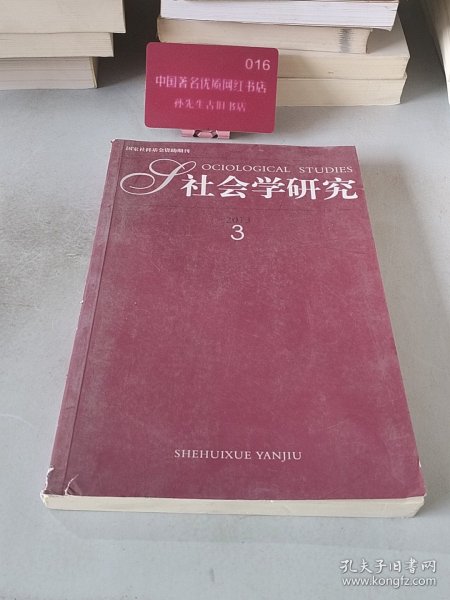 016
中国著名优质网红书店
孙先生古旧书店
国家社科基金资助期刊
SOCIOLOGICAL STUDIES
社会学研究
2013
3
SHEHUIXUE YANJIU
孔夫子旧书网
www.kongfz.com